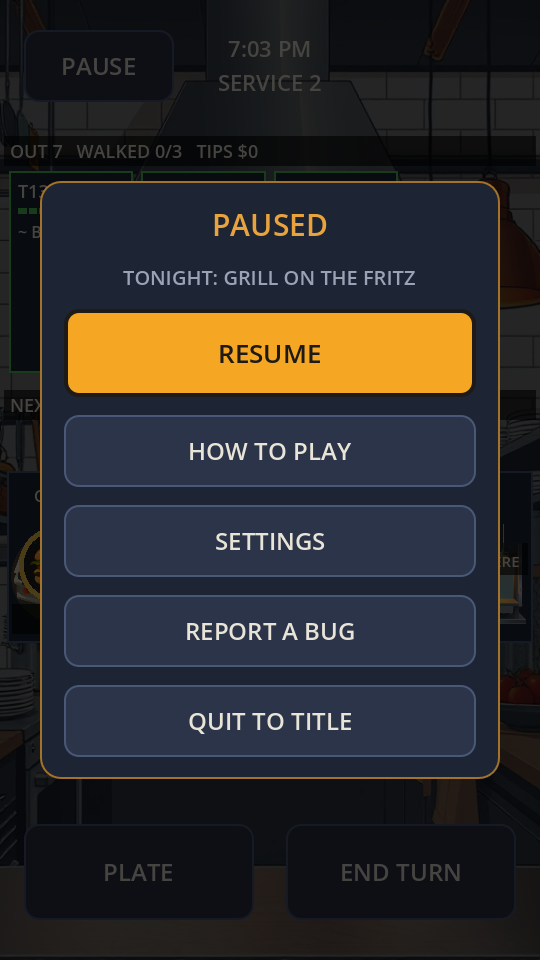 PAUSE
7:03 PM
SERVICE 2
OUT 7 WALKED 0/3 TIPS $0
PAUSED
TONIGHT: GRILL ON THE FRITZ
RESUME
HOW TO PLAY
SETTINGS
REPORT A BUG
QUIT TO TITLE
PLATE
END TURN